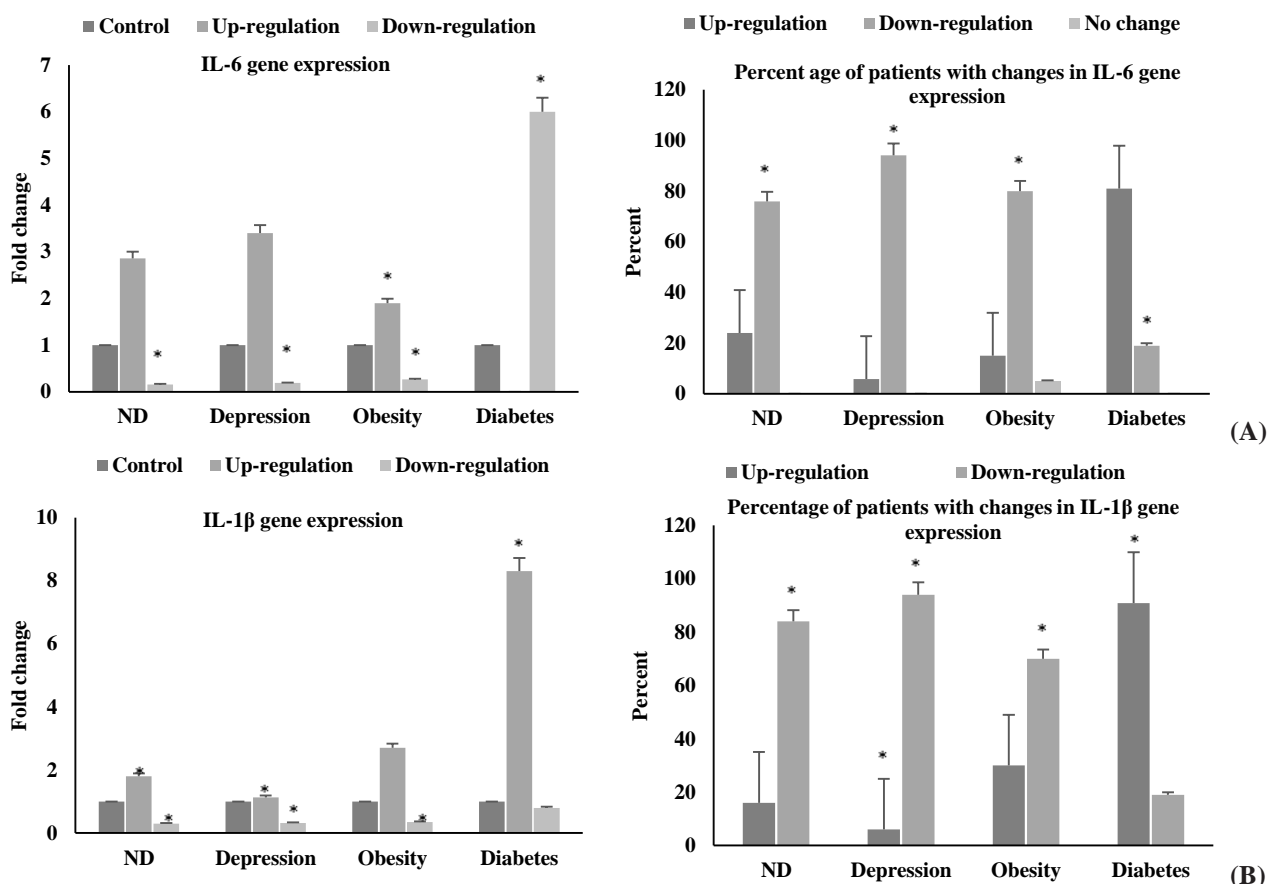 Control Up-regulation Down-regulation
IL-6 gene expression
Fold change
7
6
5
4
3
2
1
0
ND Depression Obesity Diabetes
* * * * *
Up-regulation Down-regulation No change
Percent age of patients with changes in IL-6 gene
expression
Percent
120
100
80
60
40
20
0
ND Depression Obesity Diabetes
* * * *
(A)
Control Up-regulation Down-regulation
IL-1β gene expression
Fold change
10
8
6
4
2
0
ND Depression Obesity Diabetes
* * * * * *
Up-regulation Down-regulation
Percentage of patients with changes in IL-1β gene
expression
Percent
120
100
80
60
40
20
0
ND Depression Obesity Diabetes
* * * * *
(B)